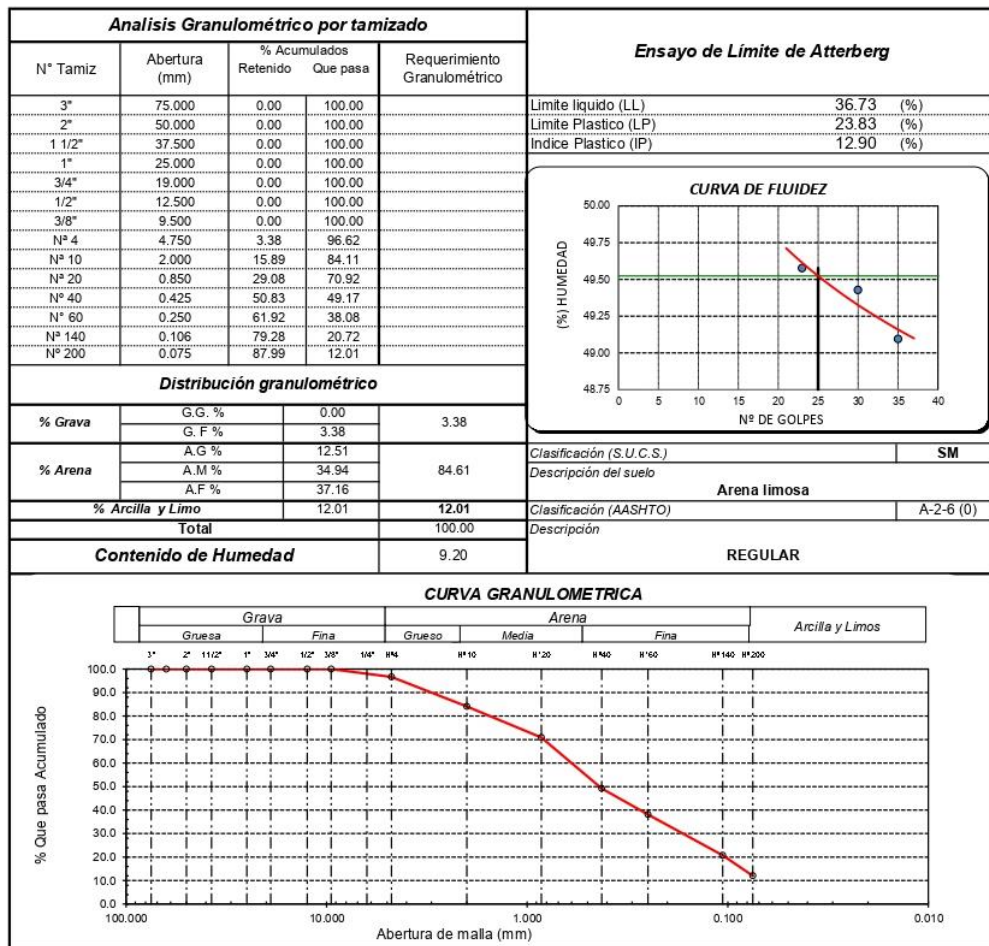 Analisis Granulométrico por tamizado
N° Tamiz
Abertura (mm)
% Acumulados
Retenido Que pasa
Requerimiento Granulométrico
3" 75.000 0.00 100.00
2" 50.000 0.00 100.00
1 1/2" 37.500 0.00 100.00
1" 25.000 0.00 100.00
3/4" 19.000 0.00 100.00
1/2" 12.500 0.00 100.00
3/8" 9.500 0.00 100.00
Nª 4 4.750 3.38 96.62
Nª 10 2.000 15.89 84.11
Nª 20 0.850 29.08 70.92
Nº 40 0.425 50.83 49.17
N° 60 0.250 61.92 38.08
Nª 140 0.106 79.28 20.72
Nº 200 0.075 87.99 12.01
Distribución granulométrico
% Grava
G.G. % 0.00
G. F % 3.38
3.38
% Arena
A.G % 12.51
A.M % 34.94
A.F % 37.16
84.61
% Arcilla y Limo 12.01 12.01
Total 100.00
Contenido de Humedad 9.20
Ensayo de Límite de Atterberg
Limite liquido (LL) 36.73 (%)
Limite Plastico (LP) 23.83 (%)
Indice Plastico (IP) 12.90 (%)
CURVA DE FLUIDEZ
(%) HUMEDAD
50.00
49.75
49.50
49.25
49.00
48.75
0 5 10 15 20 25 30 35 40
Nº DE GOLPES
Clasificación (S.U.C.S.) SM
Descripción del suelo
Arena limosa
Clasificación (AASHTO) A-2-6 (0)
Descripción
REGULAR
CURVA GRANULOMETRICA
Grava Arena Arcilla y Limos
Gruesa Fina Grueso Media Fina
3" 2" 11/2" 1" 3/4" 1/2" 3/8" 1/4" Nª4 Nª10 N°20 Nº40 N°60 Nª140 Nº200
% Que pasa Acumulado
100.0
90.0
80.0
70.0
60.0
50.0
40.0
30.0
20.0
10.0
0.0
100.000 10.000 1.000 0.100 0.010
Abertura de malla (mm)